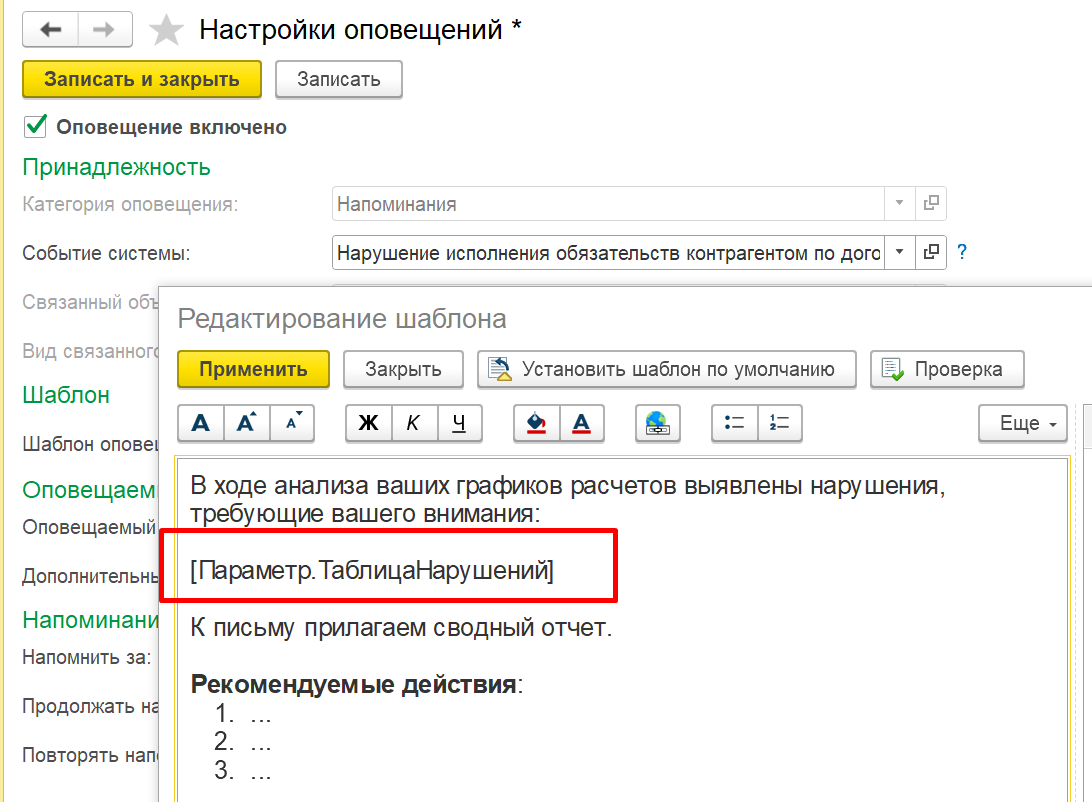 Настройки оповещений *
Записать и закрыть
Записать
Оповещение включено
Принадлежность
Категория оповещения:
Напоминания
Событие системы:
Нарушение исполнения обязательств контрагентом по дого
?
Связанный объ
Вид связанного
Шаблон
Шаблон опове
Оповещаем
Оповещаемый
Дополнительны
Напоминани
Напомнить за:
Продолжать на
Повторять напо
Редактирование шаблона
Применить
Закрыть
Установить шаблон по умолчанию
Проверка
А
А
А
Ж
К
Ч
А
Еще
В ходе анализа ваших графиков расчетов выявлены нарушения,
требующие вашего внимания:
[Параметр.ТаблицаНарушений]
К письму прилагаем сводный отчет.
Рекомендуемые действия:
1. ...
2. ...
3. ...